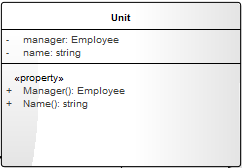 Unit
- manager: Employee
- name: string
«property»
+ Manager(): Employee
+ Name(): string